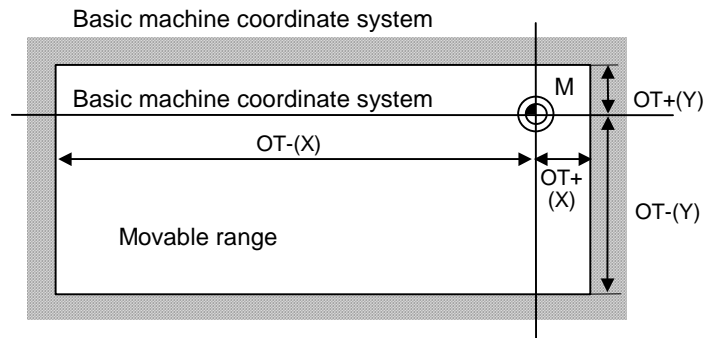 Basic machine coordinate system
M
Basic machine coordinate system
OT+(Y)
OT-(X)
OT+
(X)
OT-(Y)
Movable range